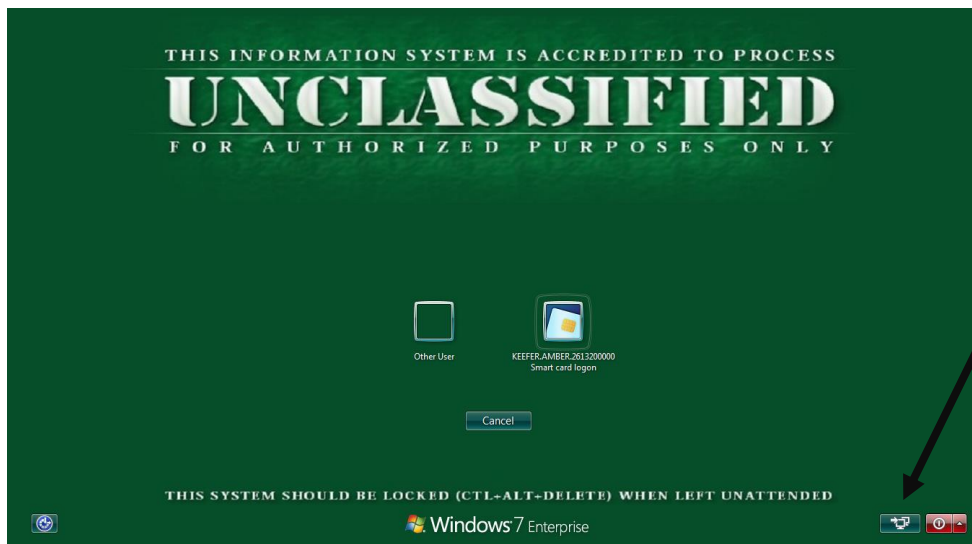 THIS INFORMATION SYSTEM IS ACCREDITED TO PROCESS
UNCLASSIFIED
FOR AUTHORIZED PURPOSES ONLY
Other User
KEEFER.AMBER.2613200000
Smart card logon
Cancel
THIS SYSTEM SHOULD BE LOCKED (CTL+ALT+DELETE) WHEN LEFT UNATTENDED
Windows 7 Enterprise